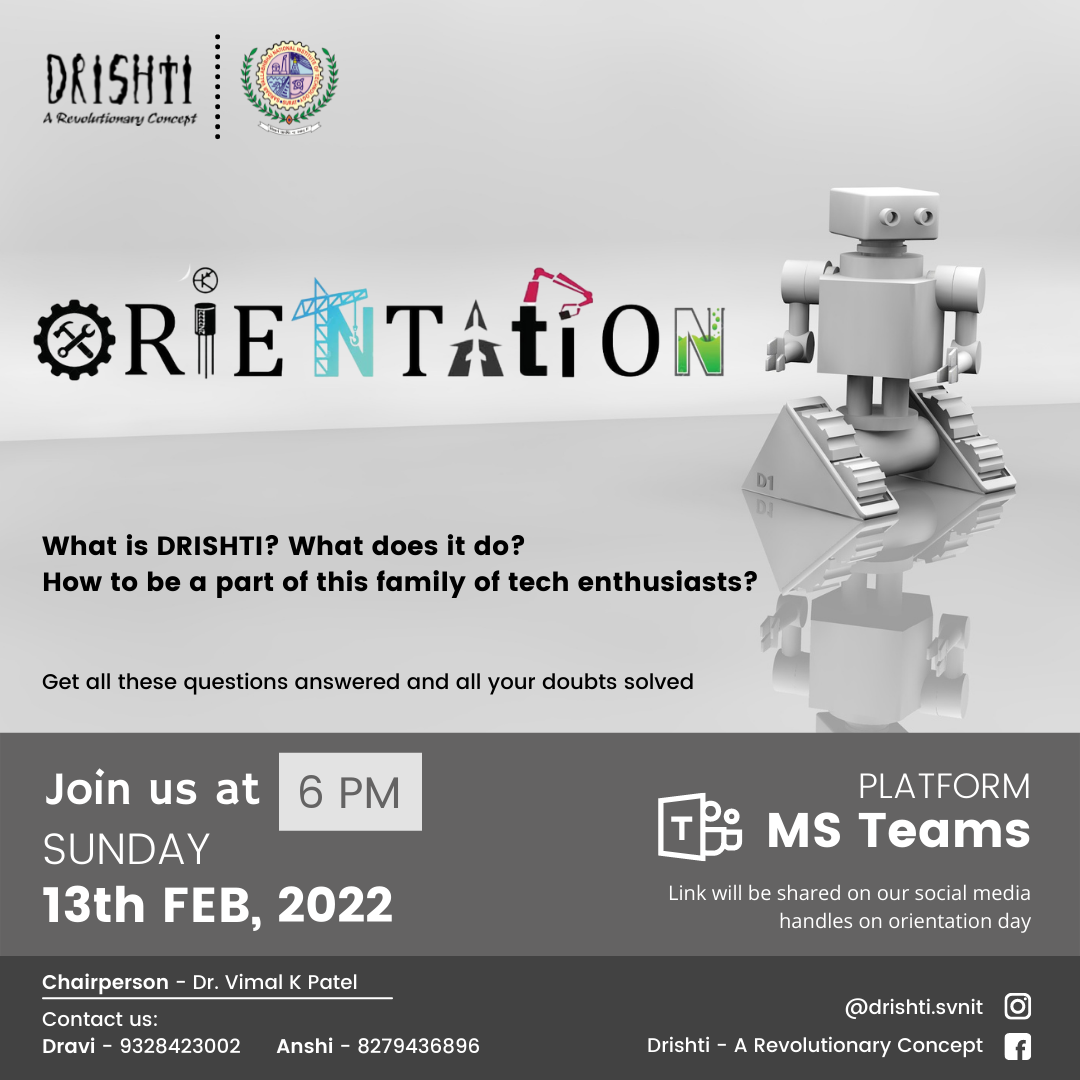 DRISHTI
A Revolutionary Concept
ORiENTAtiON
D1
What is DRISHTI? What does it do?
How to be a part of this family of tech enthusiasts?
Get all these questions answered and all your doubts solved
Join us at 6 PM
SUNDAY
13th FEB, 2022
PLATFORM
T MS Teams
Link will be shared on our social media
handles on orientation day
Chairperson - Dr. Vimal K Patel
Contact us:
Dravi - 9328423002 Anshi - 8279436896
@drishti.svnit
Drishti - A Revolutionary Concept